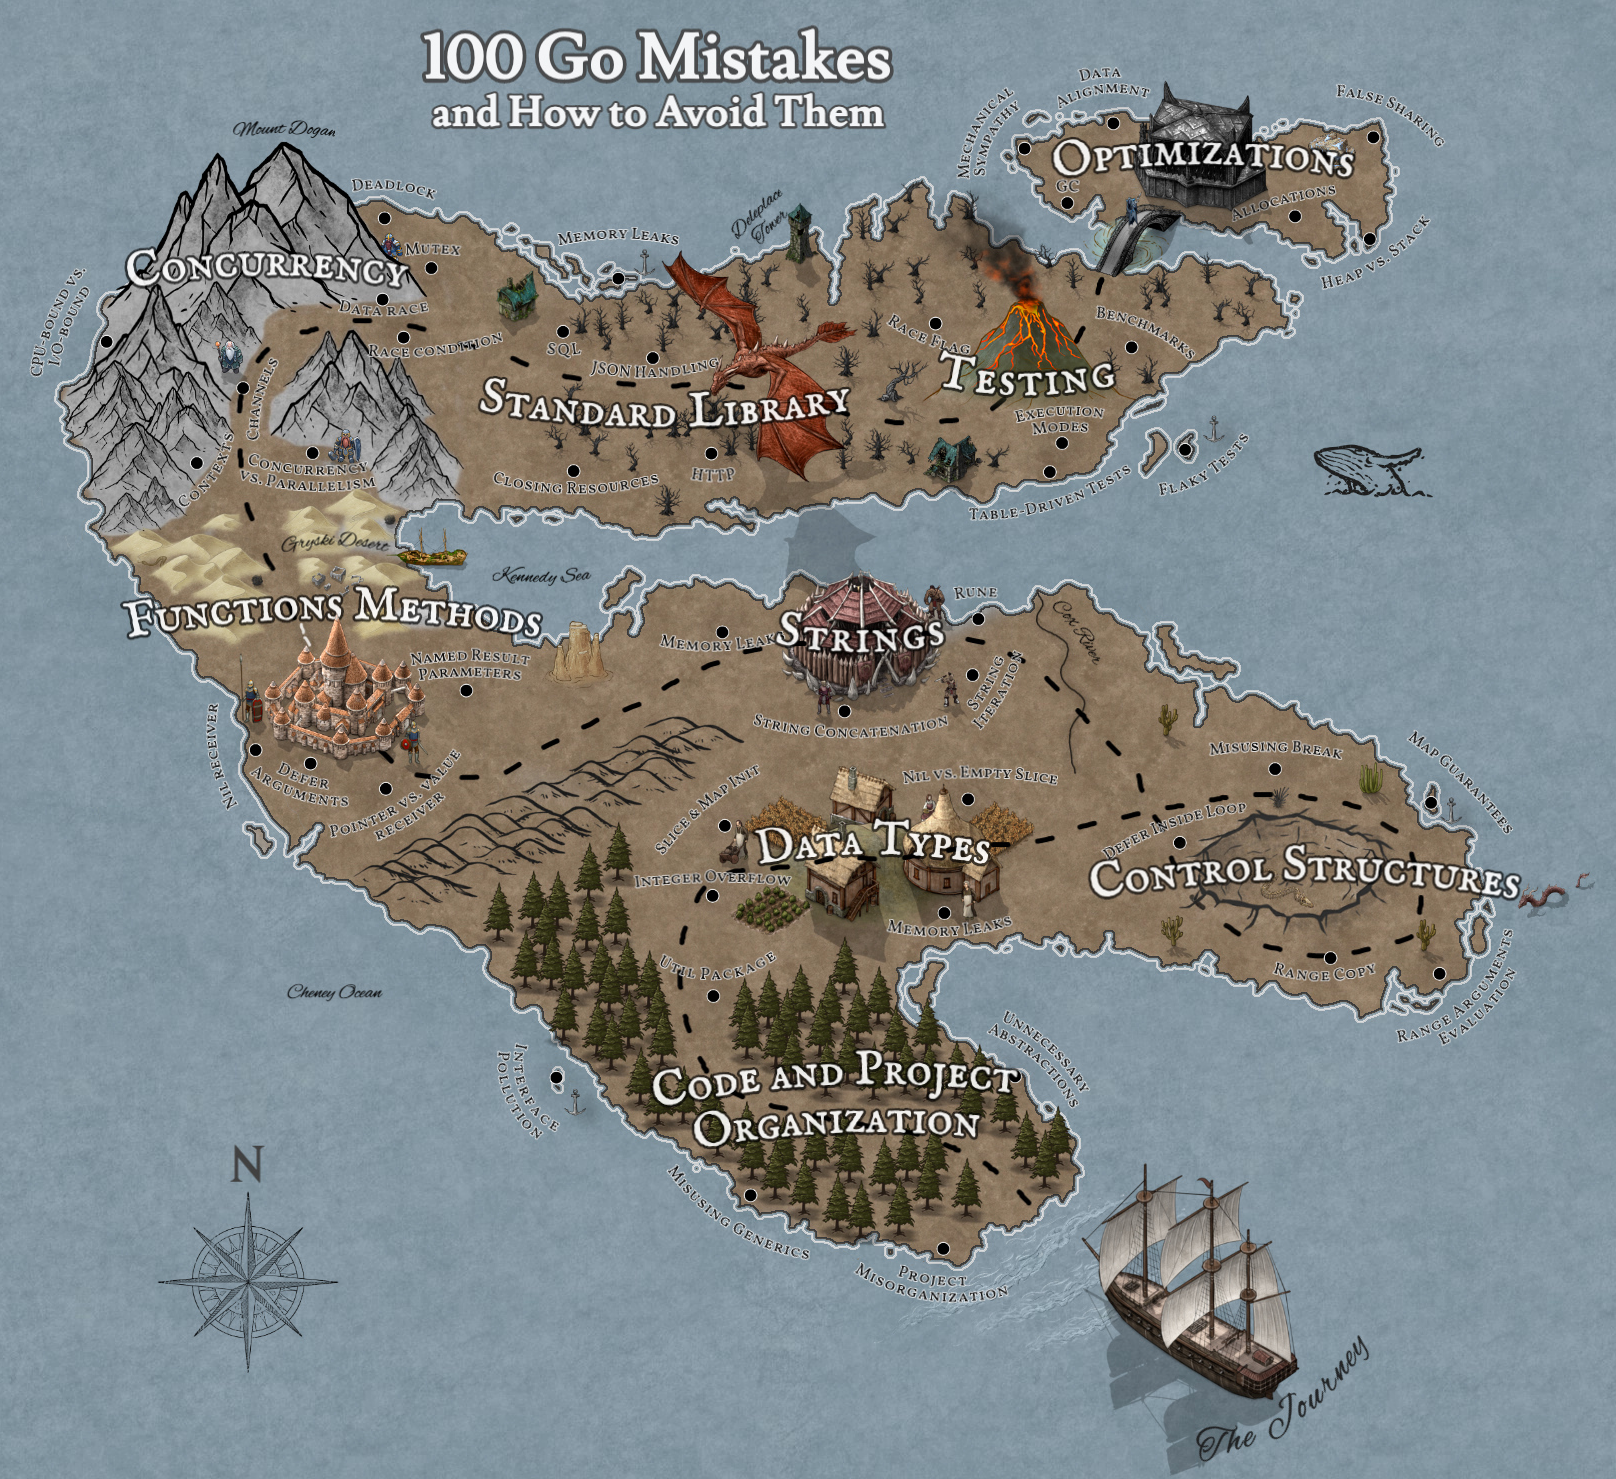 100 Go Mistakes
and How to Avoid Them
Mount Dogan
Deadlock
Mutex
Concurrency
Data race
Race condition
CPU-bound vs.
I/O-bound
Channels
Contexts
Concurrency
vs. Parallelism
Memory Leaks
Deleplace
Tower
SQL
JSON Handling
Standard Library
Closing Resources
HTTP
Mechanical
Sympathy
Data
Alignment
False Sharing
Optimizations
GC
Allocations
Heap vs. Stack
Race Flag
Benchmarks
Testing
Execution
Modes
Table-Driven Tests
Flaky Tests
Gryski Desert
Kennedy Sea
Functions Methods
Named Result
Parameters
Nil receiver
Defer
Arguments
Pointer vs. Value
receiver
Memory Leaks
Strings
Rune
String
Iteration
String Concatenation
Cox River
Slice & Map Init
Nil vs. Empty Slice
Data Types
Integer Overflow
Memory Leaks
Misusing Break
Map Guarantees
Defer inside loop
Control Structures
Range Copy
Range Arguments
Evaluation
Util Package
Cheney Ocean
Interface
Pollution
Unnecessary
Abstractions
Code and Project
Organization
Misusing Generics
Project
Misorganization
N
The Journey